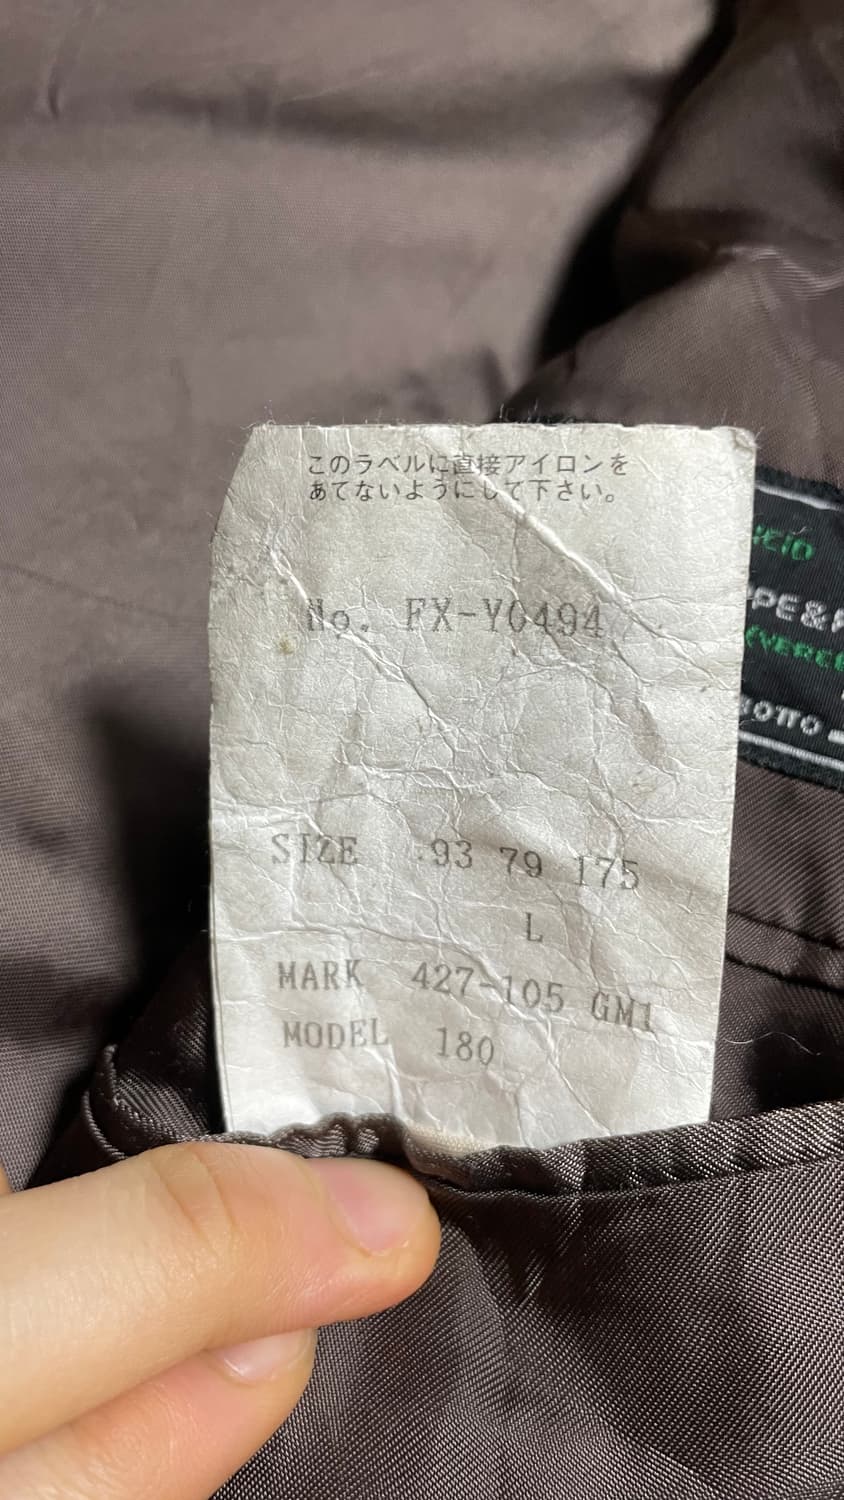 このラベルに直接アイロンを
あてないようにして下さい。
No. FX-Y0494
SIZE 93 79 175
L
MARK 427-105 GM1
MODEL 180
OTTO